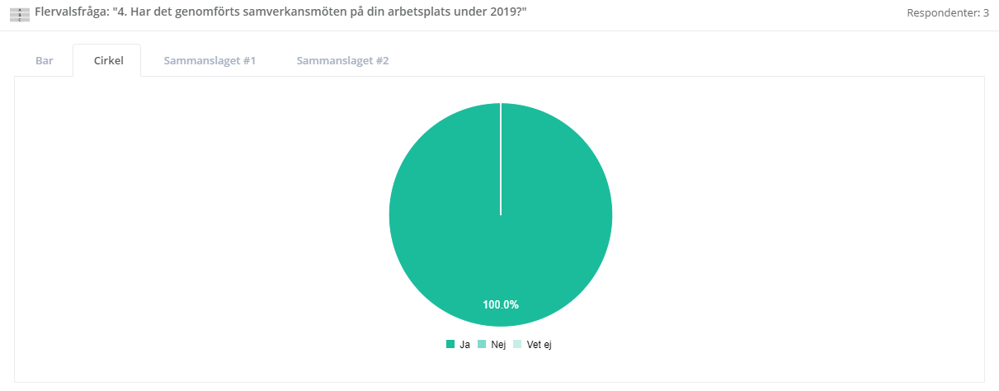 Flervalsfråga: "4. Har det genomförts samverkansmöten på din arbetsplats under 2019?"
Respondenter: 3
Bar
Cirkel
Sammanslaget #1
Sammanslaget #2
100.0%
Ja
Nej
Vet ej